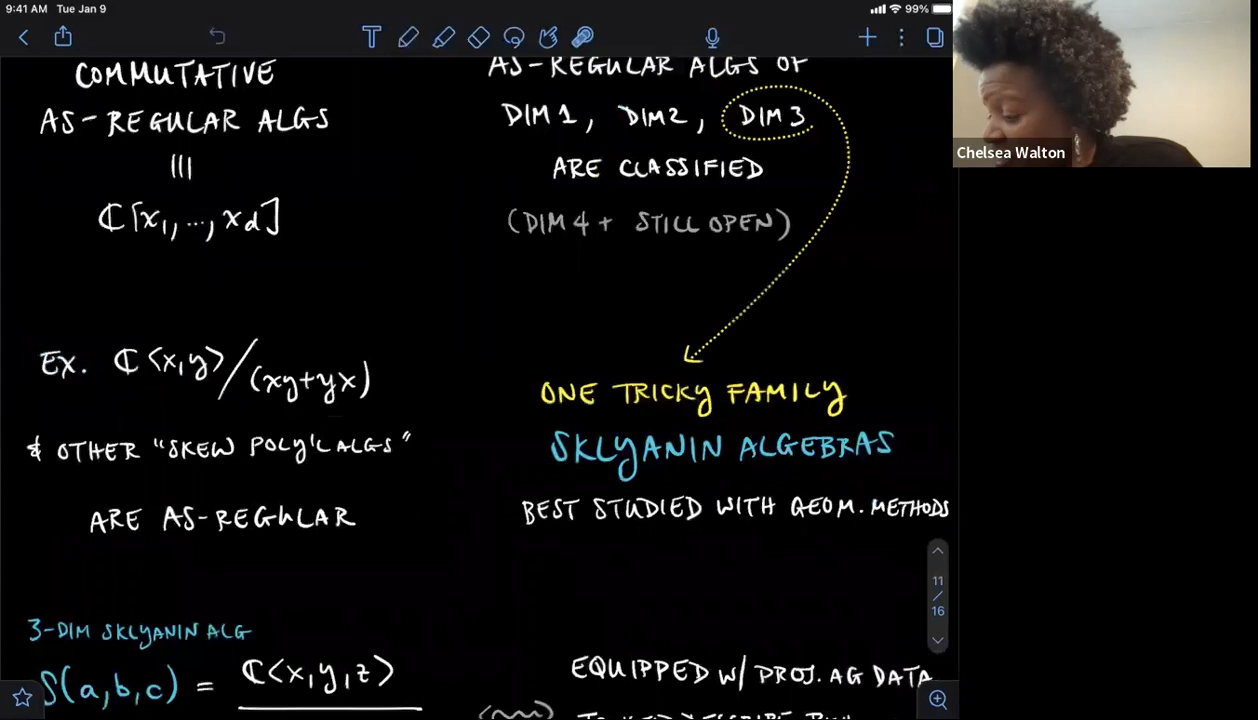 9:41 AM Tue Jan 9
99%
Chelsea Walton
COMMUTATIVE
AS-REGULAR ALGS
|||
ℂ[x₁, ..., x_d]
EX. ℂ<x,y>/(xy+yx)
& OTHER "SKEW POLY'L ALGS"
ARE AS-REGULAR
AS-REGULAR ALGS OF
DIM 1, DIM 2, DIM 3
ARE CLASSIFIED
(DIM 4 + STILL OPEN)
ONE TRICKY FAMILY
SKLYANIN ALGEBRAS
BEST STUDIED WITH GEOM. METHODS
3-DIM SKLYANIN ALG
S(a,b,c) = ℂ<x,y,z>
EQUIPPED W/ PROJ. AG DATA
11
/
16